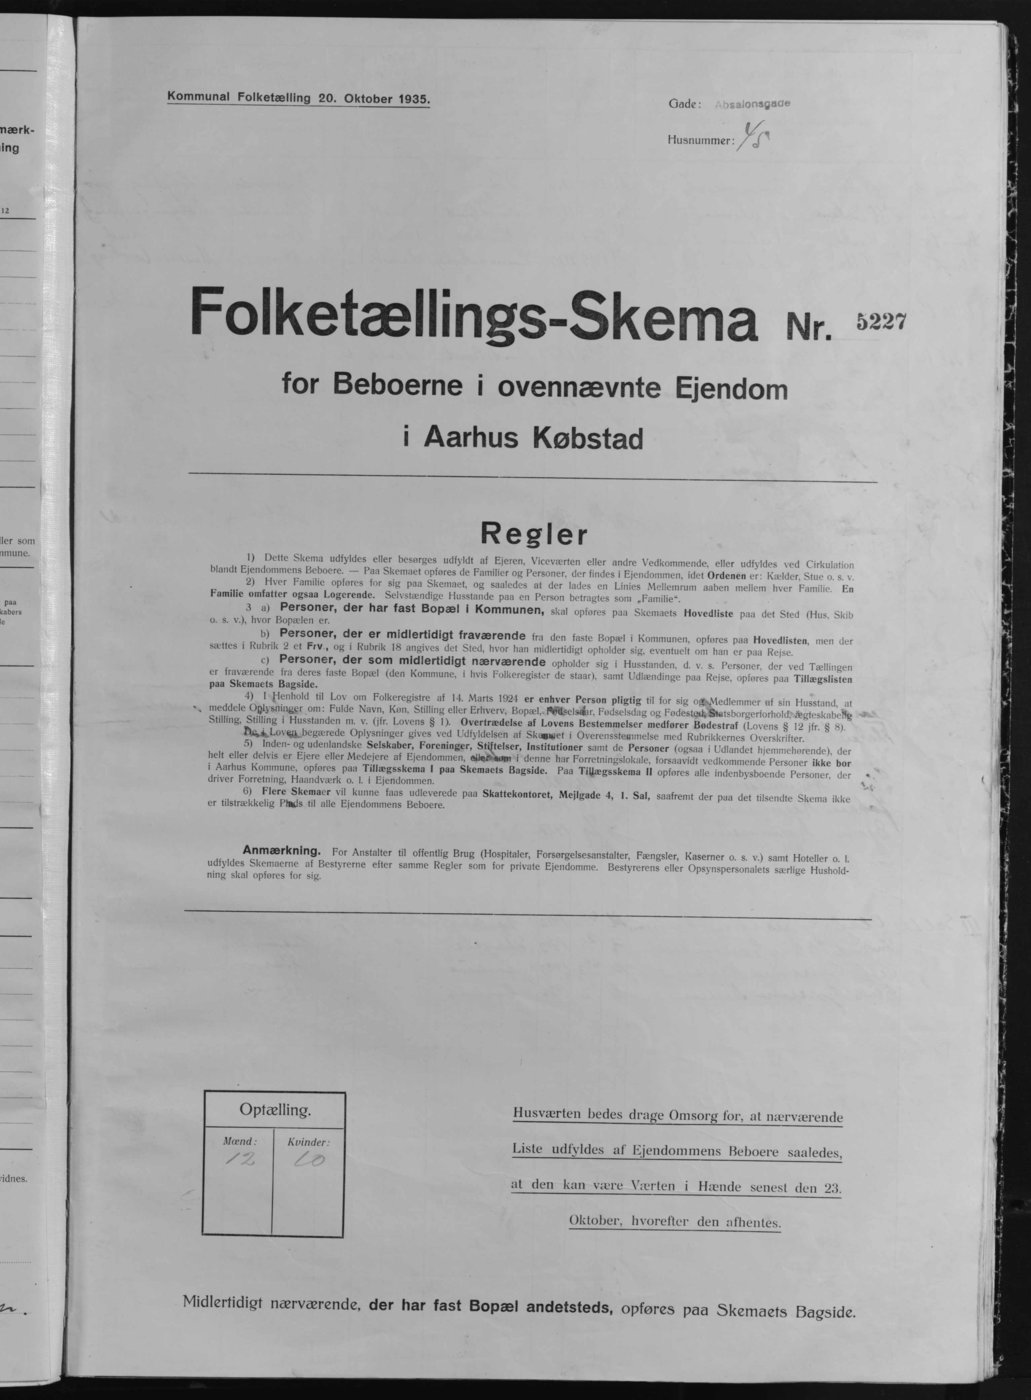 Kommunal Folketælling 20. Oktober 1935.
Gade: Absalonsgade
Husnummer: 45
Folketællings-Skema Nr. 5227
for Beboerne i ovennævnte Ejendom
i Aarhus Købstad
Regler
1) Dette Skema udfyldes eller besørges udfyldt af Ejeren, Viceværten eller andre Vedkommende, eller udfyldes ved Cirkulation
blandt Ejendommens Beboere. — Paa Skemaet opføres de Familier og Personer, der findes i Ejendommen, idet Ordenen er: Kælder, Stue o. s. v.
2) Hver Familie opføres for sig paa Skemaet, og saaledes at der lades en Linies Mellemrum aaben mellem hver Familie. En
Familie omfatter ogsaa Logerende. Selvstændige Husstande paa en Person betragtes som „Familie“.
3 a) Personer, der har fast Bopæl i Kommunen, skal opføres paa Skemaets Hovedliste paa det Sted (Hus, Skib
o. s. v.), hvor Bopælen er.
b) Personer, der er midlertidigt fraværende fra den faste Bopæl i Kommunen, opføres paa Hovedlisten, men der
sættes i Rubrik 2 et Frv., og i Rubrik 18 angives det Sted, hvor han midlertidigt opholder sig, eventuelt om han er paa Rejse.
c) Personer, der som midlertidigt nærværende opholder sig i Husstanden, d. v. s. Personer, der ved Tællingen
er fraværende fra deres faste Bopæl (den Kommune, i hvis Folkeregister de staar), samt Udlændinge paa Rejse, opføres paa Tillægslisten
paa Skemaets Bagside.
4) I Henhold til Lov om Folkeregistre af 14. Marts 1924 er enhver Person pligtig til for sig og Medlemmer af sin Husstand, at
meddele Oplysninger om: Fulde Navn, Køn, Stilling eller Erhverv, Bopæl, Fødselsaar, Fødselsdag og Fødested, Statsborgerforhold, ægteskabelig
Stilling, Stilling i Husstanden m. v. (jfr. Lovens § 1). Overtrædelse af Lovens Bestemmelser medfører Bødestraf (Lovens § 12 jfr. § 8).
De i Loven begærede Oplysninger gives ved Udfyldelsen af Skemaet i Overensstemmelse med Rubrikkernes Overskrifter.
5) Inden- og udenlandske Selskaber, Foreninger, Stiftelser, Institutioner samt de Personer (ogsaa i Udlandet hjemmehørende), der
helt eller delvis er Ejere eller Medejere af Ejendommen, eller som i denne har Forretningslokale, forsaavidt vedkommende Personer ikke bor
i Aarhus Kommune, opføres paa Tillægsskema I paa Skemaets Bagside. Paa Tillægsskema II opføres alle indenbysboende Personer, der
driver Forretning, Haandværk o. l. i Ejendommen.
6) Flere Skemaer vil kunne faas udleverede paa Skattekontoret, Mejlgade 4, 1. Sal, saafremt der paa det tilsendte Skema ikke
er tilstrækkelig Plads til alle Ejendommens Beboere.
Anmærkning. For Anstalter til offentlig Brug (Hospitaler, Forsørgelsesanstalter, Fængsler, Kaserner o. s. v.) samt Hoteller o. l.
udfyldes Skemaerne af Bestyrerne efter samme Regler som for private Ejendomme. Bestyrerens eller Opsynspersonalets særlige Hushold-
ning skal opføres for sig.
Optælling.
Mænd: Kvinder:
12 10
Husværten bedes drage Omsorg for, at nærværende
Liste udfyldes af Ejendommens Beboere saaledes,
at den kan være Værten i Hænde senest den 23.
Oktober, hvorefter den afhentes.
Midlertidigt nærværende, der har fast Bopæl andetsteds, opføres paa Skemaets Bagside.